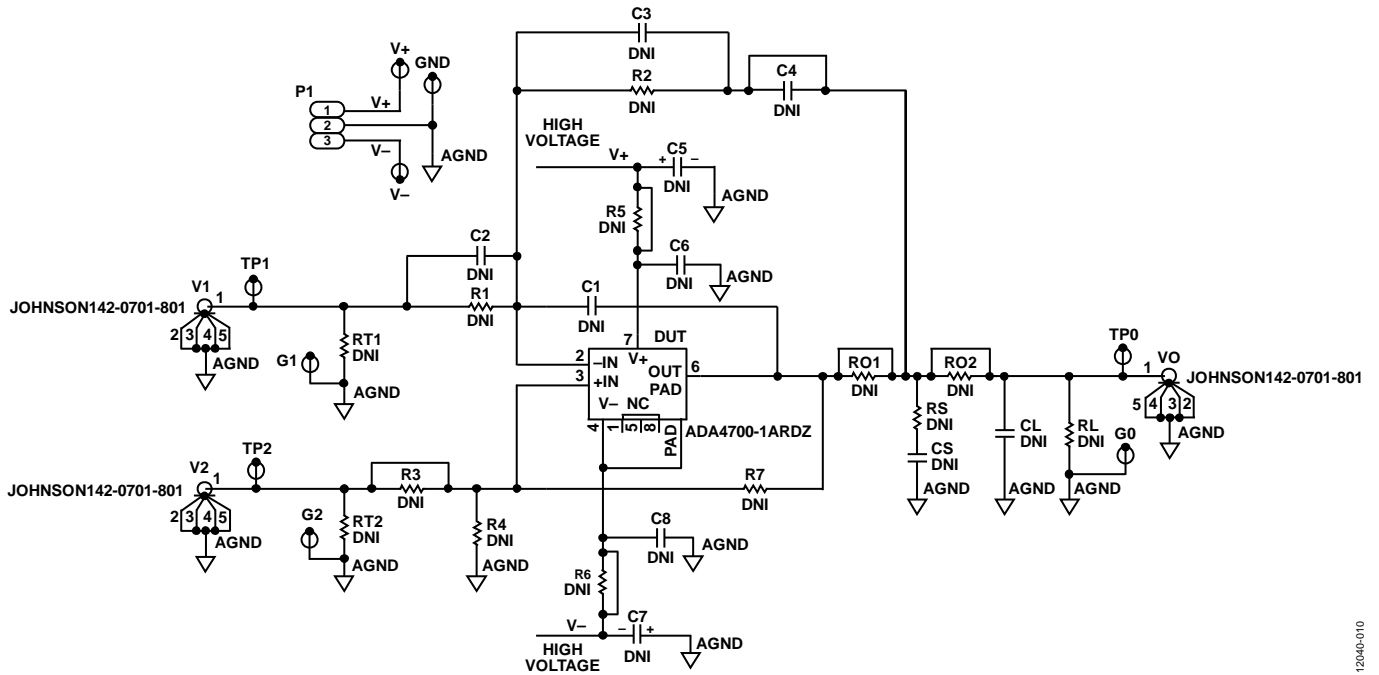 C3
DNI
R2
DNI
C4
DNI
V+
GND
P1
1
2
3
V+
V–
V–
AGND
HIGH
VOLTAGE
V+
C5
+
–
DNI
AGND
R5
DNI
C6
DNI
AGND
C2
DNI
TP1
V1
1
JOHNSON142-0701-801
2
3
4
5
AGND
RT1
DNI
G1
AGND
R1
DNI
C1
DNI
7
DUT
V+
2
–IN
3
+IN
OUT
PAD
6
V–
NC
4
1
5
8
PAD
ADA4700-1ARDZ
RO1
DNI
RO2
DNI
TP0
VO
1
JOHNSON142-0701-801
5
4
3
2
AGND
RS
DNI
CS
DNI
AGND
CL
DNI
AGND
RL
DNI
G0
AGND
TP2
V2
1
JOHNSON142-0701-801
2
3
4
5
AGND
RT2
DNI
G2
AGND
R3
DNI
R4
DNI
AGND
R7
DNI
C8
DNI
AGND
R6
DNI
V–
HIGH
VOLTAGE
C7
–
+
DNI
AGND
12040-010